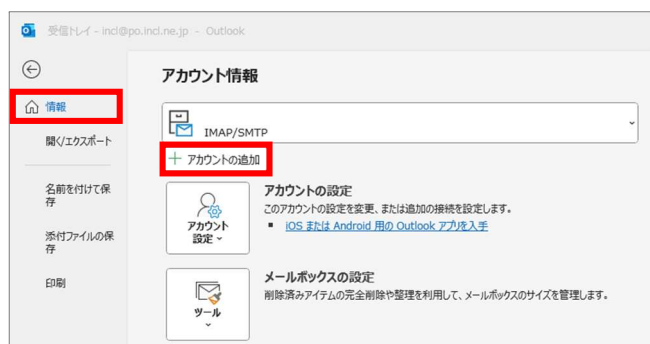 受信トレイ - incl@po.incl.ne.jp - Outlook
アカウント情報
情報
IMAP/SMTP
開く/エクスポート
アカウントの追加
名前を付けて保
存
アカウントの設定
このアカウントの設定を変更、または追加の接続を設定します。
アカウント
設定
■ iOS または Android 用の Outlook アプリを入手
添付ファイルの保
存
印刷
メールボックスの設定
削除済みアイテムの完全削除や整理を利用して、メールボックスのサイズを管理します。
ツール